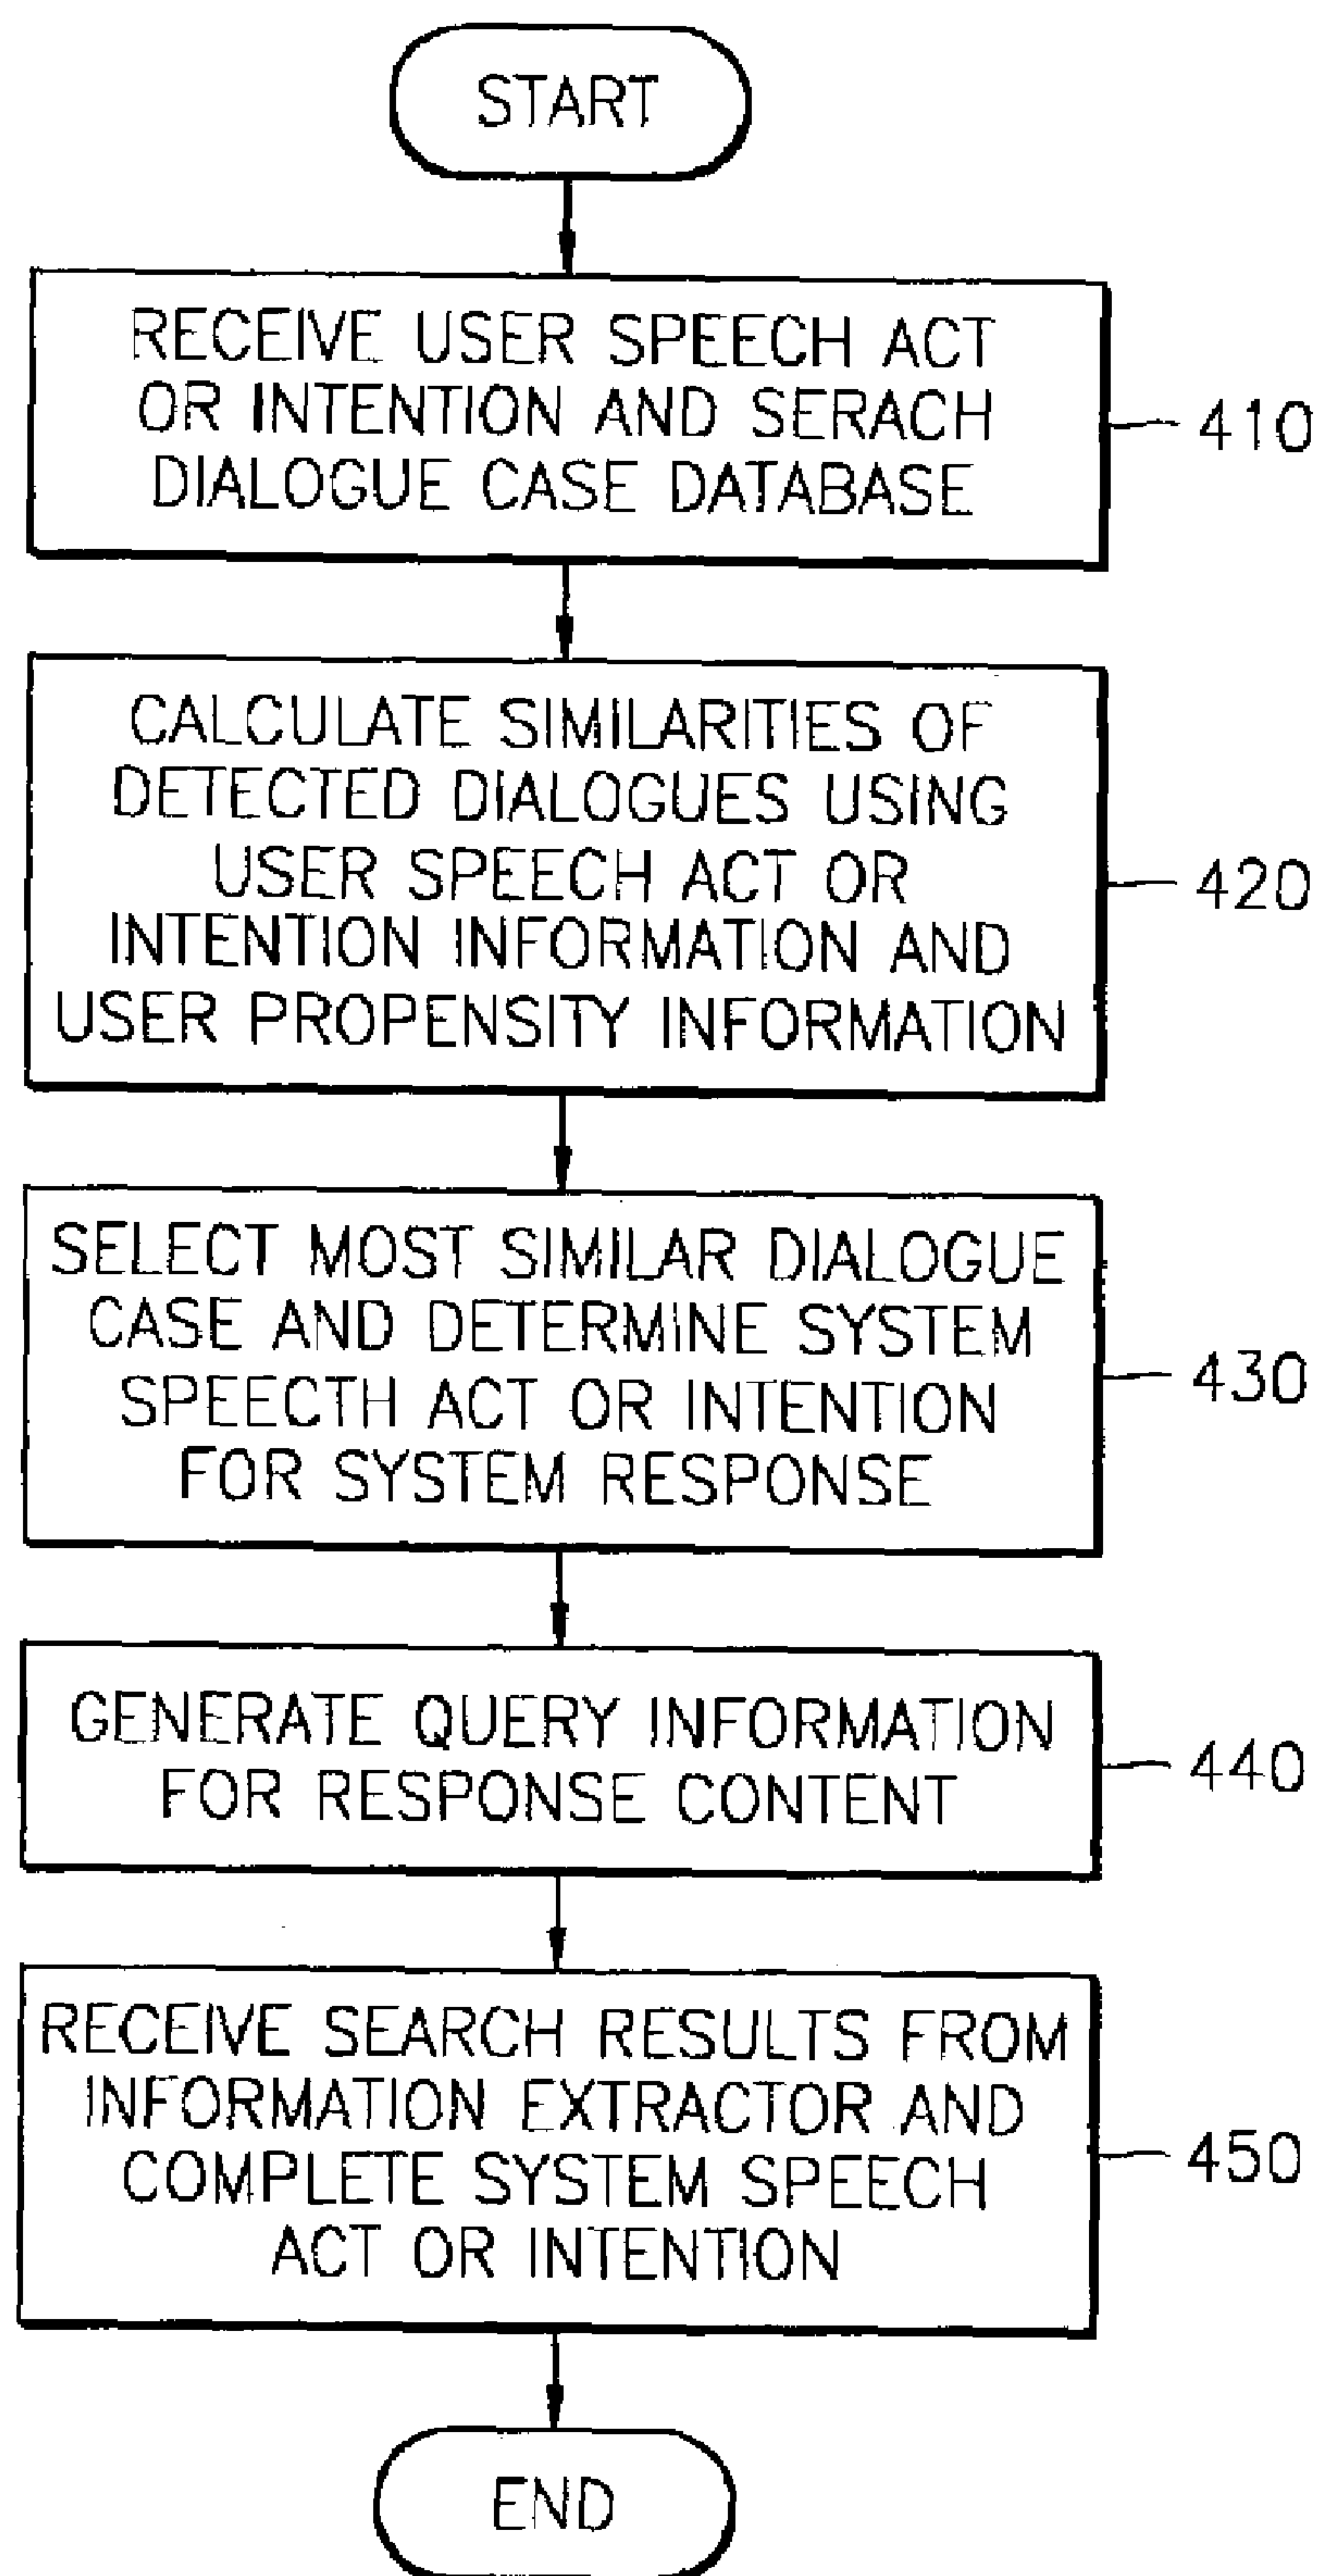 START
RECEIVE USER SPEECH ACT
OR INTENTION AND SERACH
DIALOGUE CASE DATABASE
410
CALCULATE SIMILARITIES OF
DETECTED DIALOGUES USING
USER SPEECH ACT OR
INTENTION INFORMATION AND
USER PROPENSITY INFORMATION
420
SELECT MOST SIMILAR DIALOGUE
CASE AND DETERMINE SYSTEM
SPEECTH ACT OR INTENTION
FOR SYSTEM RESPONSE
430
GENERATE QUERY INFORMATION
FOR RESPONSE CONTENT
440
RECEIVE SEARCH RESULTS FROM
INFORMATION EXTRACTOR AND
COMPLETE SYSTEM SPEECH
ACT OR INTENTION
450
END